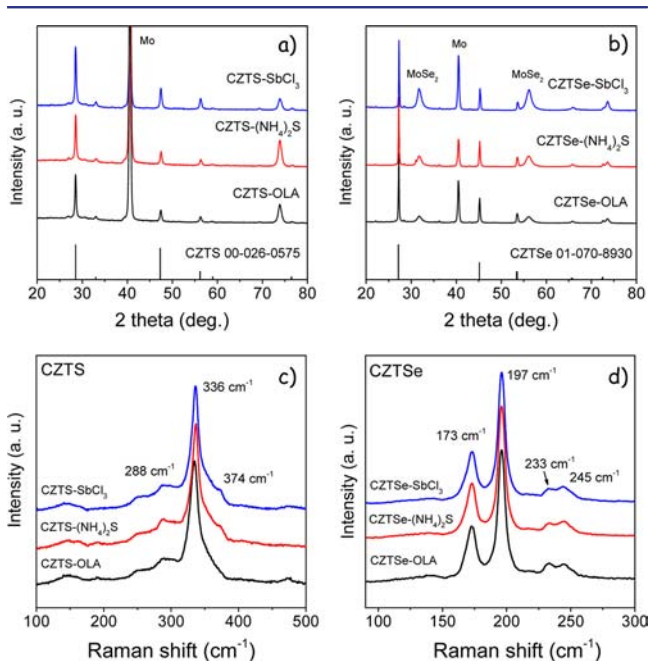 a)
Mo
CZTS-SbCl₃
CZTS-(NH₄)₂S
CZTS-OLA
CZTS 00-026-0575
Intensity (a. u.)
20 30 40 50 60 70 80
2 theta (deg.)
b)
Mo
MoSe₂
MoSe₂
CZTSe-SbCl₃
CZTSe-(NH₄)₂S
CZTSe-OLA
CZTSe 01-070-8930
Intensity (a. u.)
20 30 40 50 60 70 80
2 theta (deg.)
CZTS
c)
336 cm⁻¹
288 cm⁻¹
374 cm⁻¹
CZTS-SbCl₃
CZTS-(NH₄)₂S
CZTS-OLA
Intensity (a. u.)
100 200 300 400 500
Raman shift (cm⁻¹)
CZTSe
d)
197 cm⁻¹
173 cm⁻¹
233 cm⁻¹
245 cm⁻¹
CZTSe-SbCl₃
CZTSe-(NH₄)₂S
CZTSe-OLA
Intensity (a. u.)
100 150 200 250 300
Raman shift (cm⁻¹)